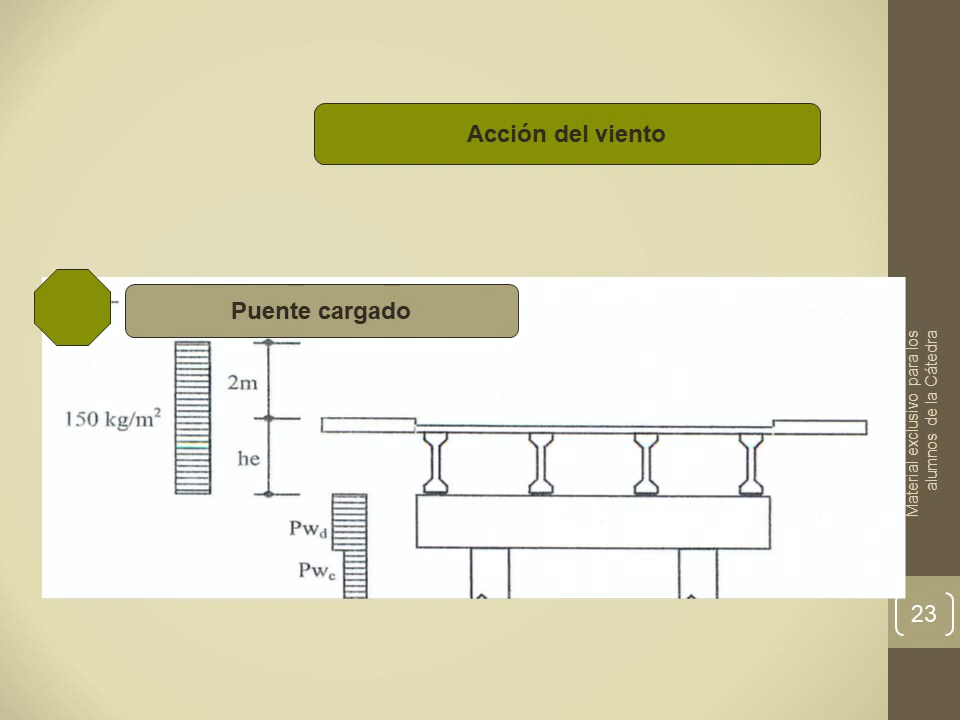 Acción del viento
Puente cargado
2m
150 kg/m²
he
Pw_d
Pw_c
Material exclusivo para los
alumnos de la Cátedra
23